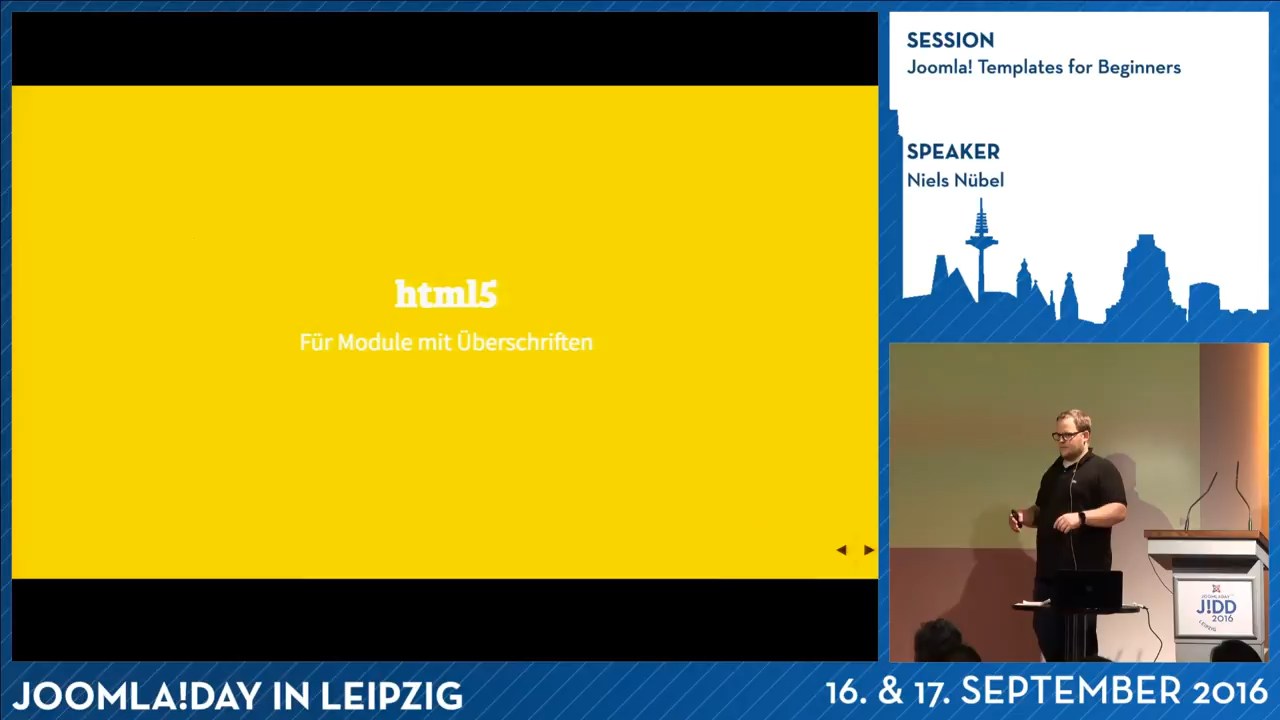 SESSION
Joomla! Templates for Beginners
SPEAKER
Niels Nübel
html5
Für Module mit Überschriften
J!DD
2016
LEIPZIG
JOOMLA!DAY IN LEIPZIG
16. & 17. SEPTEMBER 2016